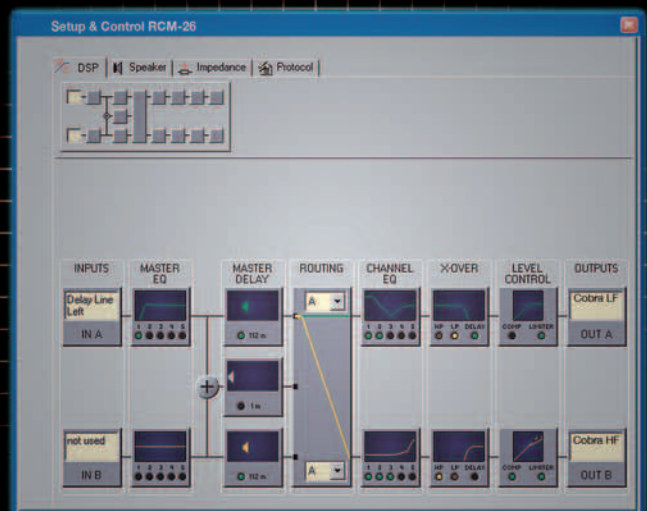 Setup & Control RCM-26
DSP Speaker Impedance Protocol
INPUTS MASTER EQ MASTER DELAY ROUTING CHANNEL EQ X-OVER LEVEL CONTROL OUTPUTS
Delay Line Left
A
Cobra LF
IN A
1 2 3 4 5
112 m
1 2 3 4 5
HP LP DELAY
COMP LIMITER
OUT A
1 m
not used
Cobra HF
IN B
1 2 3 4 5
112 m
A
1 2 3 4 5
HP LP DELAY
COMP LIMITER
OUT B